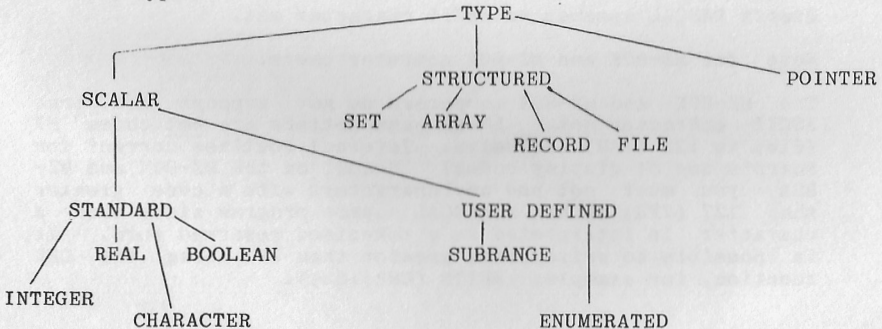 TYPE
STRUCTURED
POINTER
SCALAR
SET ARRAY
RECORD FILE
STANDARD USER DEFINED
REAL BOOLEAN SUBRANGE
INTEGER
CHARACTER ENUMERATED